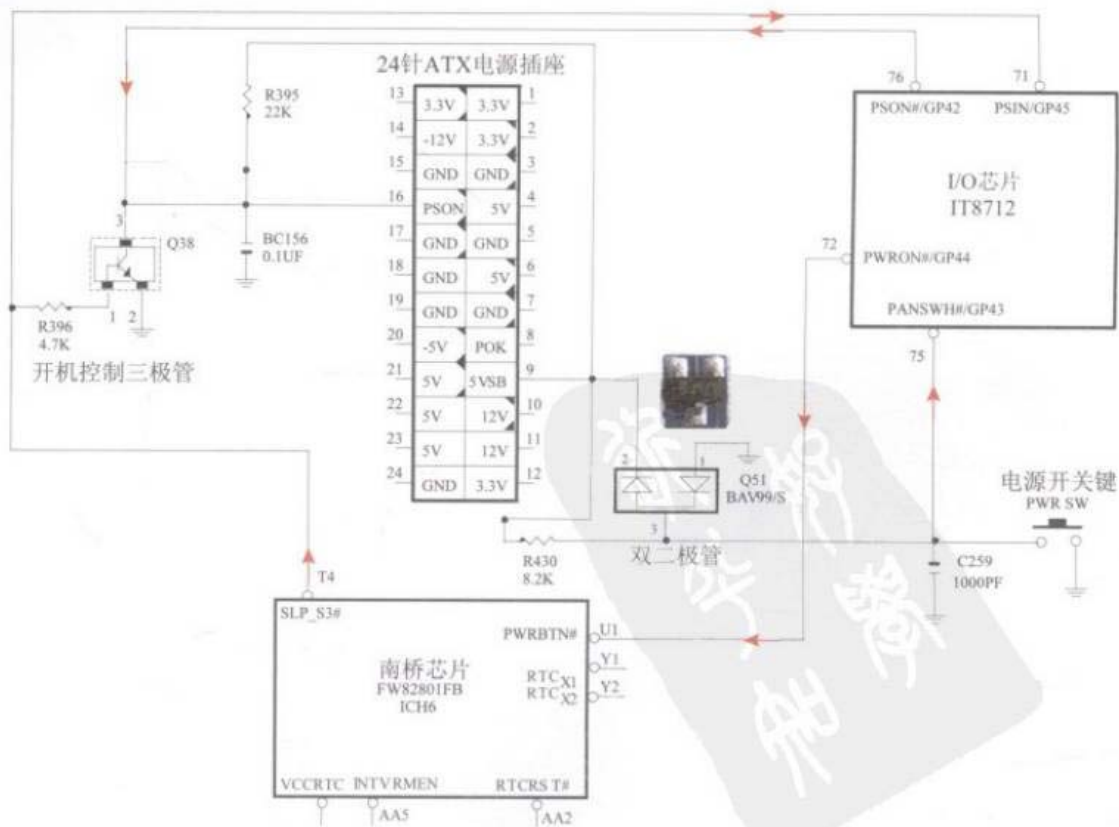 24针ATX电源插座
13 3.3V 3.3V 1
14 -12V 3.3V 2
15 GND GND 3
16 PSON 5V 4
17 GND GND 5
18 GND 5V 6
19 GND GND 7
20 -5V POK 8
21 5V 5VSB 9
22 5V 12V 10
23 5V 12V 11
24 GND 3.3V 12
R395
22K
3
Q38
BC156
0.1UF
1 2
R396
4.7K
开机控制三极管
76 71
PSON#/GP42 PSIN/GP45
I/O芯片
IT8712
72
PWRON#/GP44
PANSWH#/GP43
75
2 1
Q51
BAV99/S
3
双二极管
R430
8.2K
电源开关键
PWR SW
C259
1000PF
T4
SLP_S3#
PWRBTN# U1
南桥芯片
FW82801FB
ICH6
RTCX1 Y1
RTCX2 Y2
VCCRTC INTVRMEN RTCRS T#
AA5 AA2